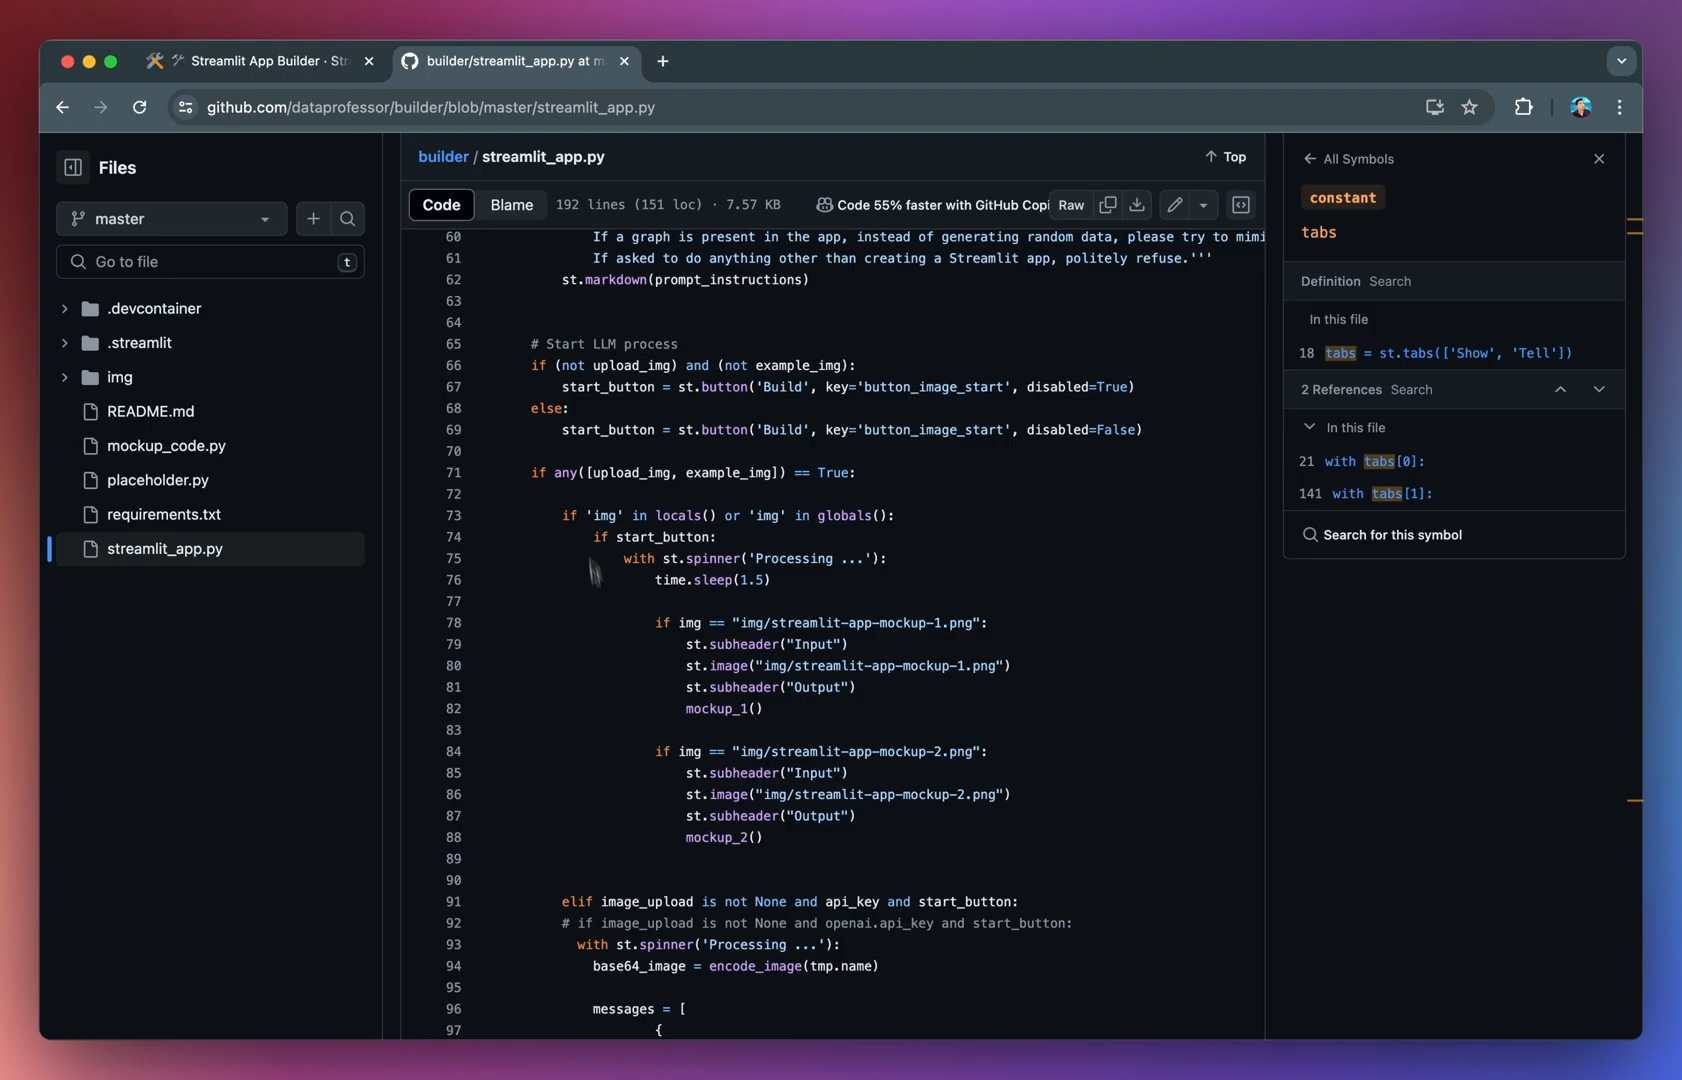 Streamlit App Builder · Str
builder/streamlit_app.py at m
github.com/dataprofessor/builder/blob/master/streamlit_app.py
Files
master
Go to file
t
.devcontainer
.streamlit
img
README.md
mockup_code.py
placeholder.py
requirements.txt
streamlit_app.py
builder / streamlit_app.py
Top
Code
Blame
192 lines (151 loc) · 7.57 KB
Code 55% faster with GitHub Copi
Raw
60 If a graph is present in the app, instead of generating random data, please try to mimi
61 If asked to do anything other than creating a Streamlit app, politely refuse.'''
62 st.markdown(prompt_instructions)
63
64
65 # Start LLM process
66 if (not upload_img) and (not example_img):
67 start_button = st.button('Build', key='button_image_start', disabled=True)
68 else:
69 start_button = st.button('Build', key='button_image_start', disabled=False)
70
71 if any([upload_img, example_img]) == True:
72
73 if 'img' in locals() or 'img' in globals():
74 if start_button:
75 with st.spinner('Processing ...'):
76 time.sleep(1.5)
77
78 if img == "img/streamlit-app-mockup-1.png":
79 st.subheader("Input")
80 st.image("img/streamlit-app-mockup-1.png")
81 st.subheader("Output")
82 mockup_1()
83
84 if img == "img/streamlit-app-mockup-2.png":
85 st.subheader("Input")
86 st.image("img/streamlit-app-mockup-2.png")
87 st.subheader("Output")
88 mockup_2()
89
90
91 elif image_upload is not None and api_key and start_button:
92 # if image_upload is not None and openai.api_key and start_button:
93 with st.spinner('Processing ...'):
94 base64_image = encode_image(tmp.name)
95
96 messages = [
97 {
All Symbols
constant
tabs
Definition Search
In this file
18 tabs = st.tabs(['Show', 'Tell'])
2 References Search
In this file
21 with tabs[0]:
141 with tabs[1]:
Search for this symbol